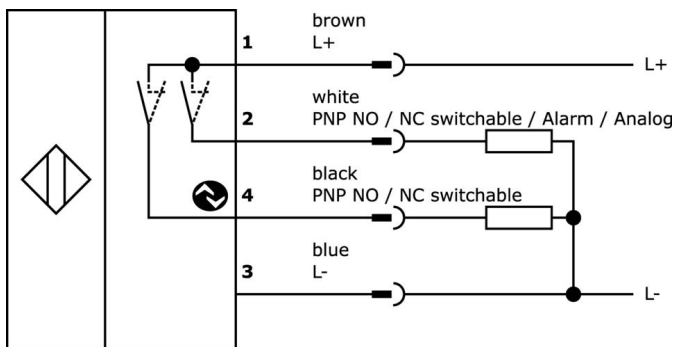 brown
1 L+
L+
white
2 PNP NO / NC switchable / Alarm / Analog
black
4 PNP NO / NC switchable
blue
3 L-
L-